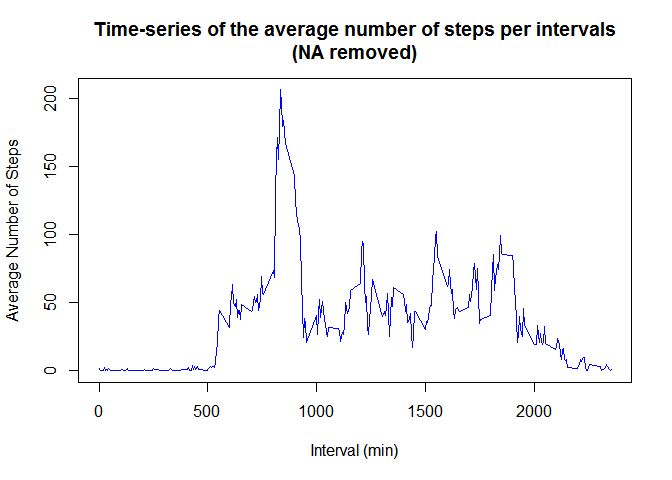 Time-series of the average number of steps per intervals
(NA removed)
Average Number of Steps
200
150
100
50
0
0 500 1000 1500 2000
Interval (min)